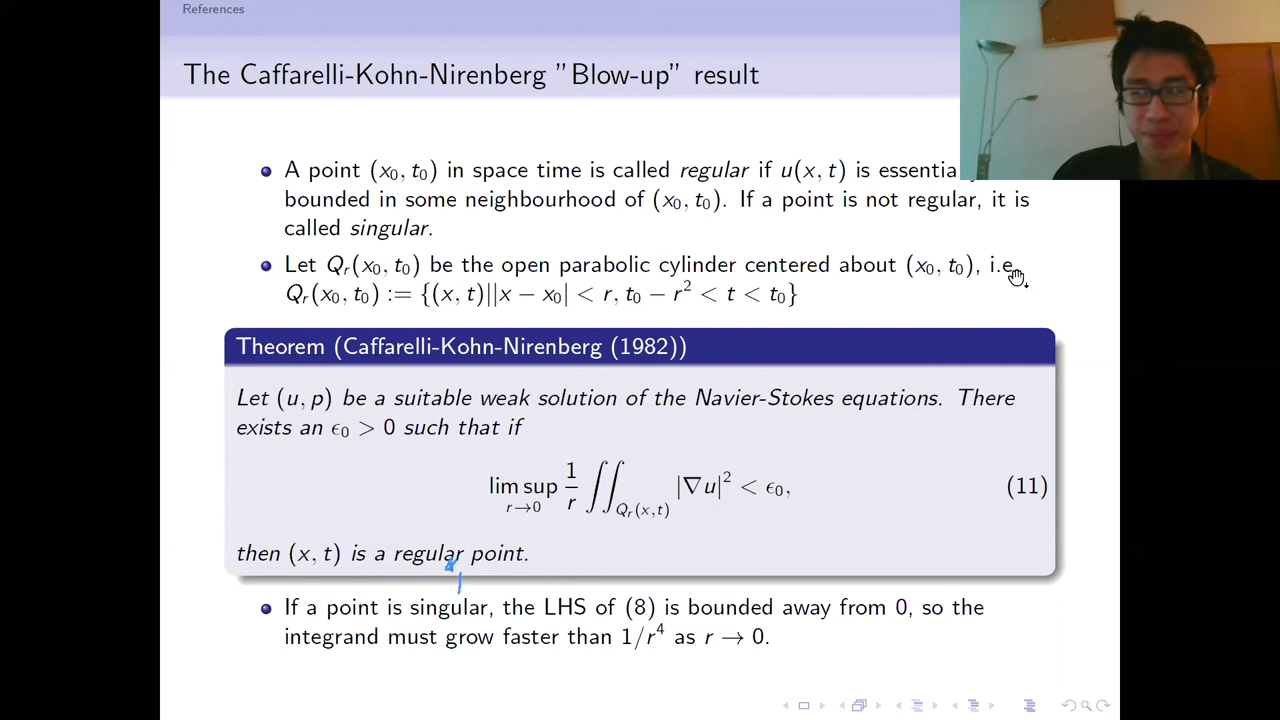 References
The Caffarelli-Kohn-Nirenberg "Blow-up" result
A point (x₀, t₀) in space time is called regular if u(x, t) is
bounded in some neighbourhood of (x₀, t₀). If a point is not regular, it is
called singular.
Let Qᵣ(x₀, t₀) be the open parabolic cylinder centered about (x₀, t₀), i.e
Qᵣ(x₀, t₀) := {(x, t)||x − x₀| < r, t₀ − r² < t < t₀}
Theorem (Caffarelli-Kohn-Nirenberg (1982))
Let (u, p) be a suitable weak solution of the Navier-Stokes equations. There
exists an ϵ₀ > 0 such that if
lim sup r→0 1/r ∬ Qᵣ(x,t) |∇u|² < ϵ₀, (11)
then (x, t) is a regular point.
If a point is singular, the LHS of (8) is bounded away from 0, so the
integrand must grow faster than 1/r⁴ as r → 0.